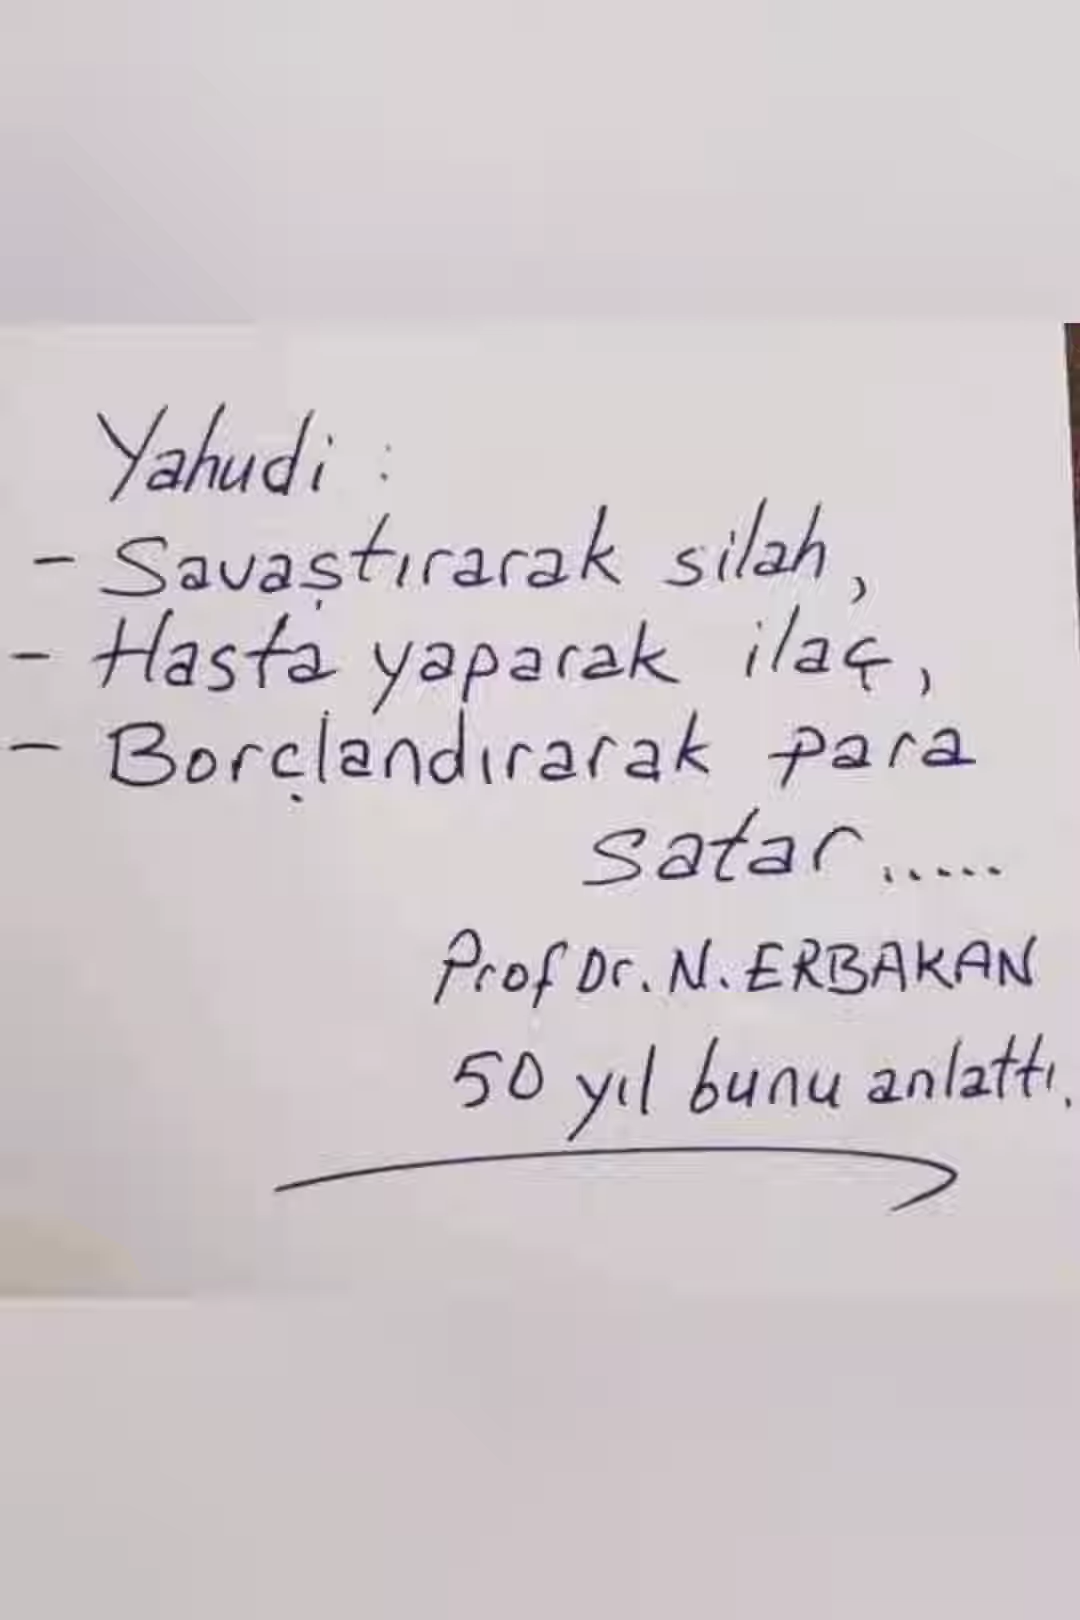 Yahudi :
- Savaştırarak silah,
- Hasta yaparak ilaç,
- Borçlandırarak para
satar.....
Prof Dr. N. ERBAKAN
50 yıl bunu anlattı.